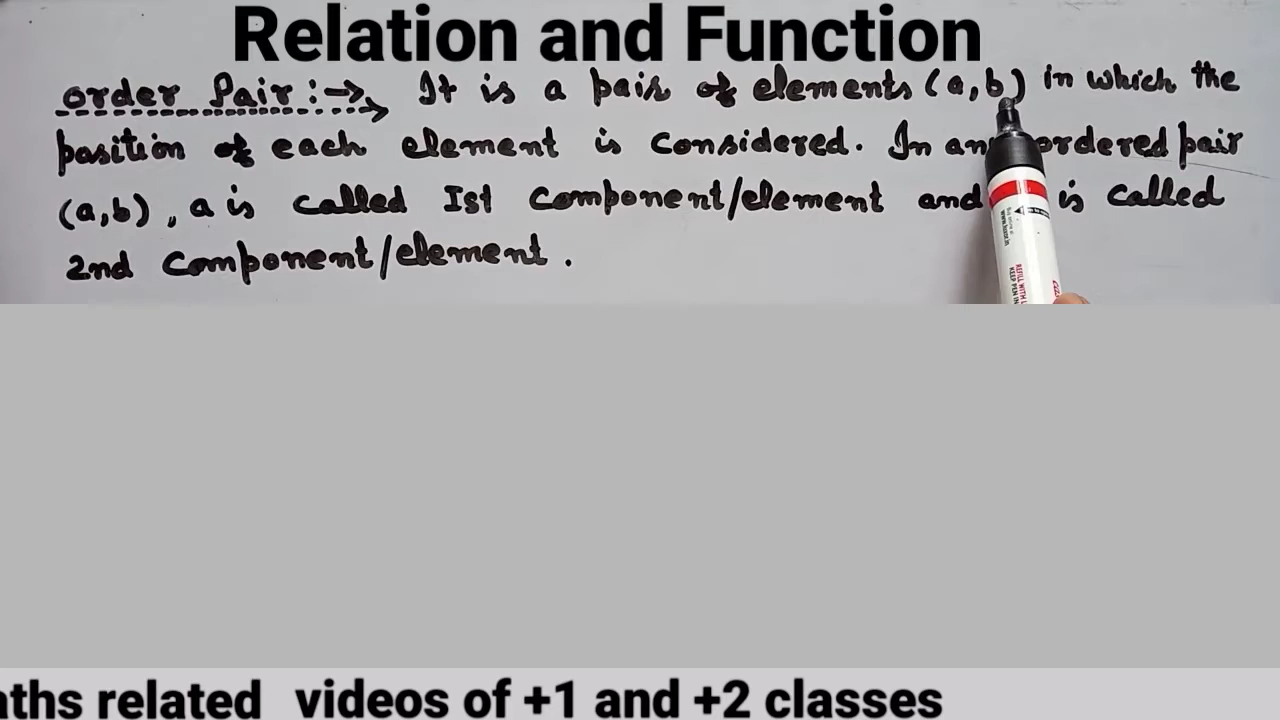 Relation and Function
order Pair :→ It is a pair of elements (a,b) in which the
position of each element is considered. In an ordered pair
(a,b), a is called Ist component/element and is called
2nd component/element.
aths related videos of +1 and +2 classes